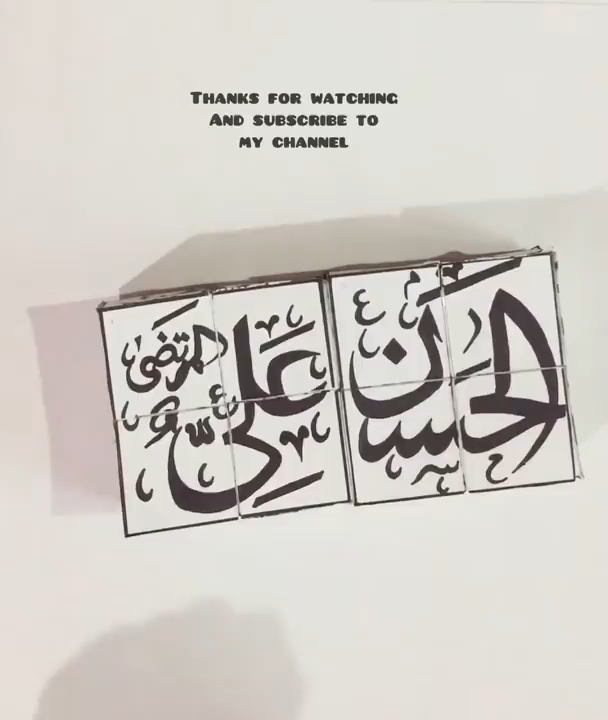 Thanks for watching
And subscribe to
my channel
الحسن
علي
المرتضى